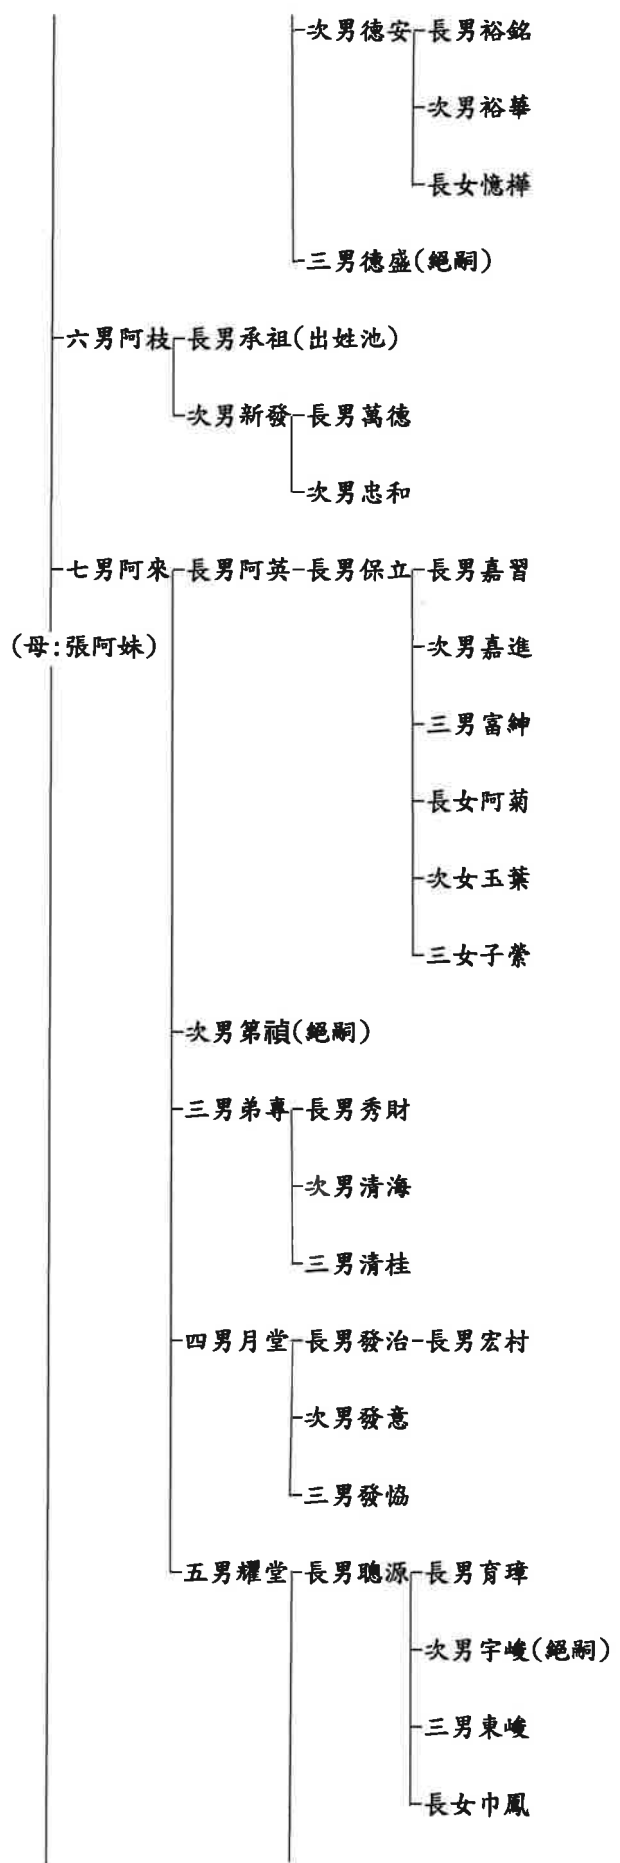 次男德安 長男裕銘
次男裕華
長女憶樺
三男德盛(絕嗣)
六男阿枝 長男承祖(出姓池)
次男新發 長男萬德
次男忠和
七男阿來 長男阿英 長男保立 長男嘉習
(母:張阿妹) 次男嘉進
三男富紳
長女阿菊
次女玉葉
三女子縈
次男第禎(絕嗣)
三男弟專 長男秀財
次男清海
三男清桂
四男月堂 長男發治 長男宏村
次男發意
三男發協
五男耀堂 長男聰源 長男育璋
次男宇峻(絕嗣)
三男東峻
長女巾鳳